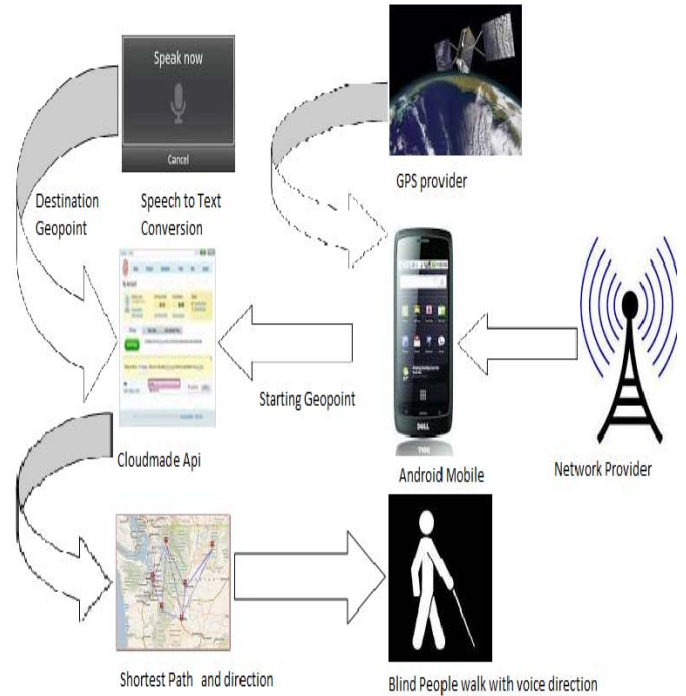 Speak now
Cancel
Destination
Geopoint
Speech to Text
Conversion
GPS provider
Starting Geopoint
DELL
Cloudmade Api
Android Mobile
Network Provider
Shortest Path and direction
Blind People walk with voice direction